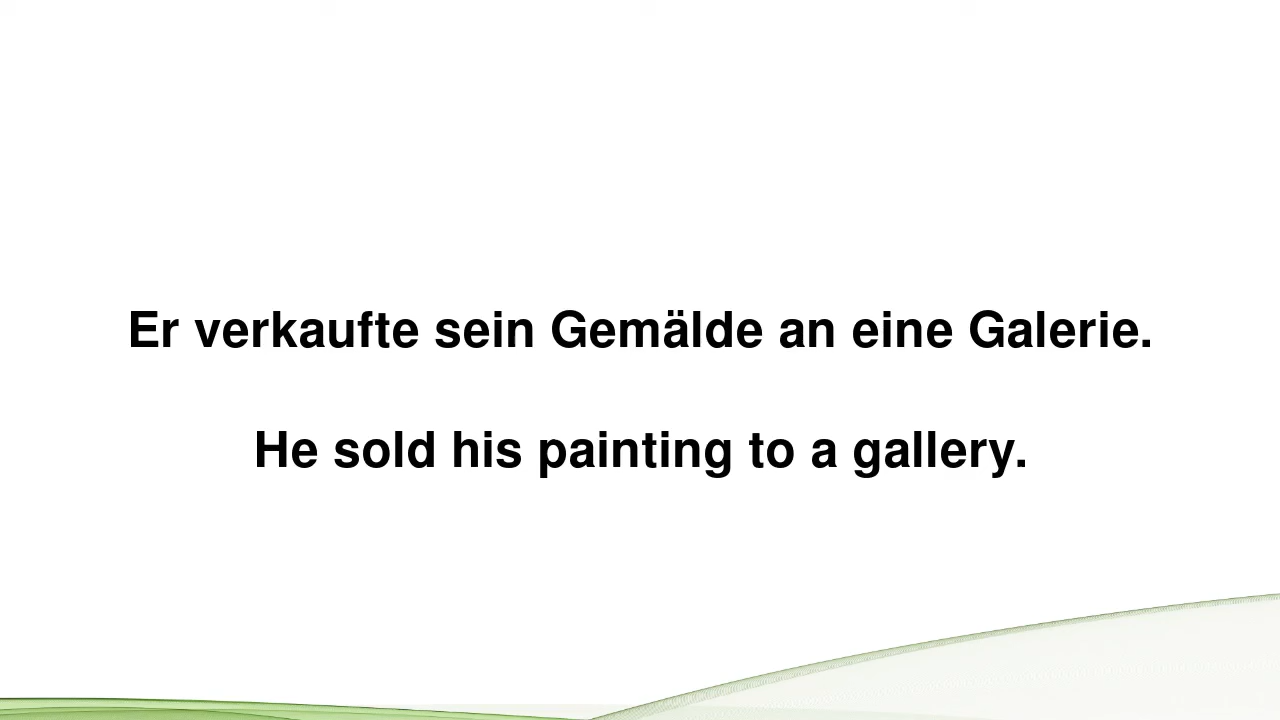 Er verkaufte sein Gemälde an eine Galerie.
He sold his painting to a gallery.